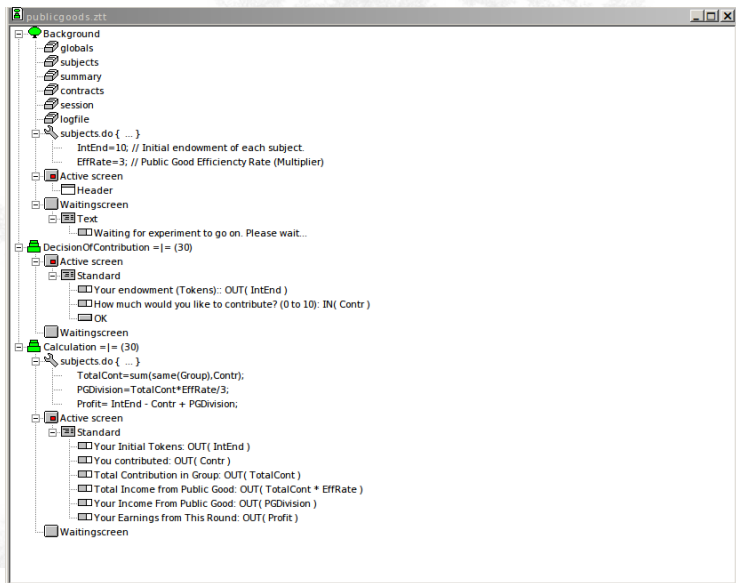 publicgoods.ztt
Background
globals
subjects
summary
contracts
session
logfile
subjects.do { ... }
IntEnd=10; // Initial endowment of each subject.
EffRate=3; // Public Good Efficiencty Rate (Multiplier)
Active screen
Header
Waitingscreen
Text
Waiting for experiment to go on. Please wait...
DecisionOfContribution =|= (30)
Active screen
Standard
Your endowment (Tokens):: OUT( IntEnd )
How much would you like to contribute? (0 to 10): IN( Contr )
OK
Waitingscreen
Calculation =|= (30)
subjects.do { ... }
TotalCont=sum(same(Group),Contr);
PGDivision=TotalCont*EffRate/3;
Profit= IntEnd - Contr + PGDivision;
Active screen
Standard
Your Initial Tokens: OUT( IntEnd )
You contributed: OUT( Contr )
Total Contribution in Group: OUT( TotalCont )
Total Income from Public Good: OUT( TotalCont * EffRate )
Your Income From Public Good: OUT( PGDivision )
Your Earnings from This Round: OUT( Profit )
Waitingscreen